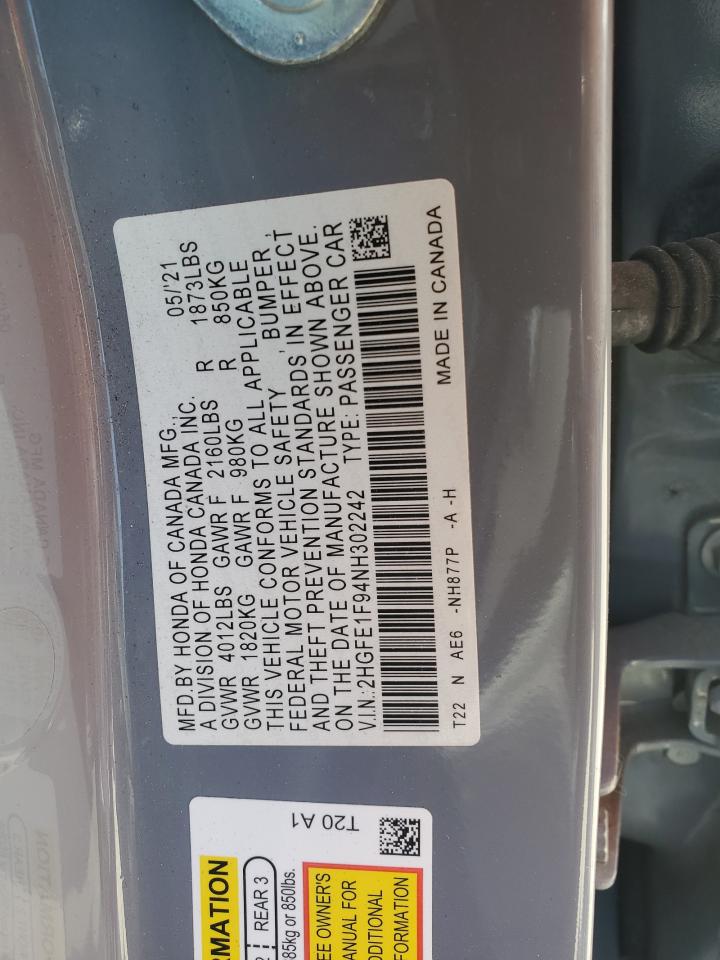 MFD.BY HONDA OF CANADA MFG., 05/'21
A DIVISION OF HONDA CANADA INC.
GVWR 4012LBS GAWR F 2160LBS R 1873LBS
GVWR 1820KG GAWR F 980KG R 850KG
THIS VEHICLE CONFORMS TO ALL APPLICABLE
FEDERAL MOTOR VEHICLE SAFETY , BUMPER ,
AND THEFT PREVENTION STANDARDS, IN EFFECT
ON THE DATE OF MANUFACTURE SHOWN ABOVE.
V.I.N.:2HGFE1F94NH302242 TYPE: PASSENGER CAR
T22 N AE6 -NH877P -A -H MADE IN CANADA
T20 A1
RMATION
2 REAR 3
85kg or 850lbs.
EE OWNER'S
ANUAL FOR
DDITIONAL
FORMATION